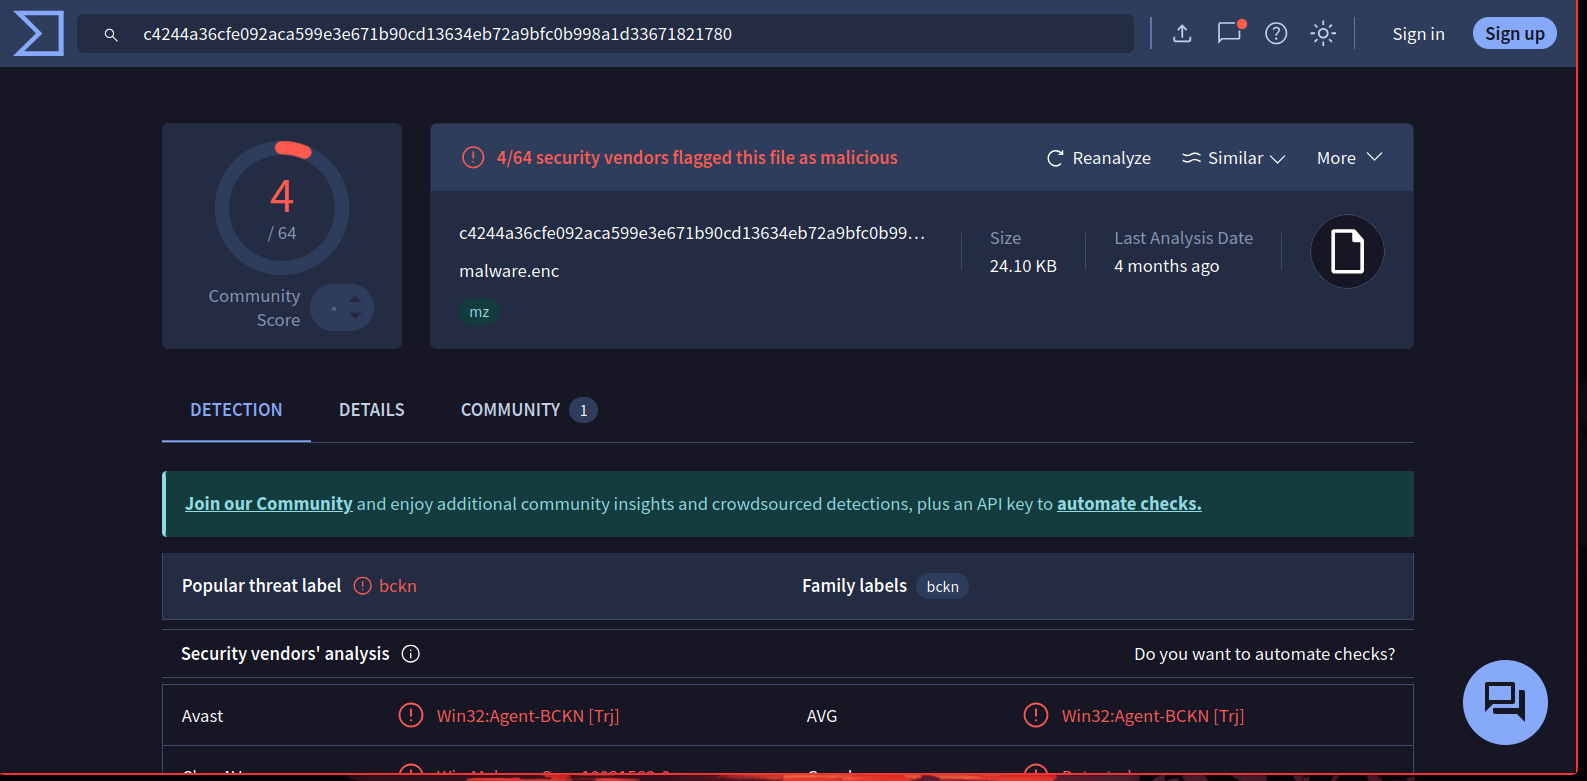 c4244a36cfe092aca599e3e671b90cd13634eb72a9bfc0b998a1d33671821780
Sign in
Sign up
4
/ 64
Community
Score
4/64 security vendors flagged this file as malicious
Reanalyze
Similar
More
c4244a36cfe092aca599e3e671b90cd13634eb72a9bfc0b99…
malware.enc
mz
Size
24.10 KB
Last Analysis Date
4 months ago
DETECTION
DETAILS
COMMUNITY 1
Join our Community and enjoy additional community insights and crowdsourced detections, plus an API key to automate checks.
Popular threat label bckn
Family labels bckn
Security vendors' analysis
Do you want to automate checks?
Avast Win32:Agent-BCKN [Trj]
AVG Win32:Agent-BCKN [Trj]